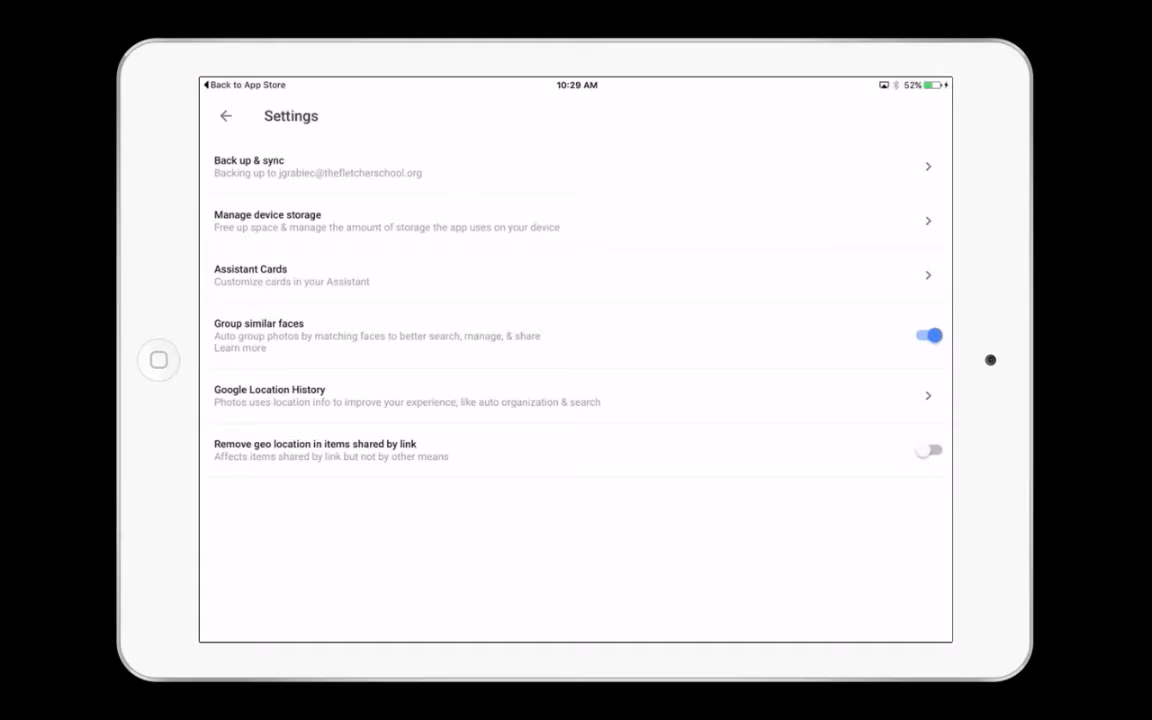 Back to App Store
10:29 AM
52%
Settings
Back up & sync
Backing up to jgrabiec@thefletcherschool.org
Manage device storage
Free up space & manage the amount of storage the app uses on your device
Assistant Cards
Customize cards in your Assistant
Group similar faces
Auto group photos by matching faces to better search, manage, & share
Learn more
Google Location History
Photos uses location info to improve your experience, like auto organization & search
Remove geo location in items shared by link
Affects items shared by link but not by other means